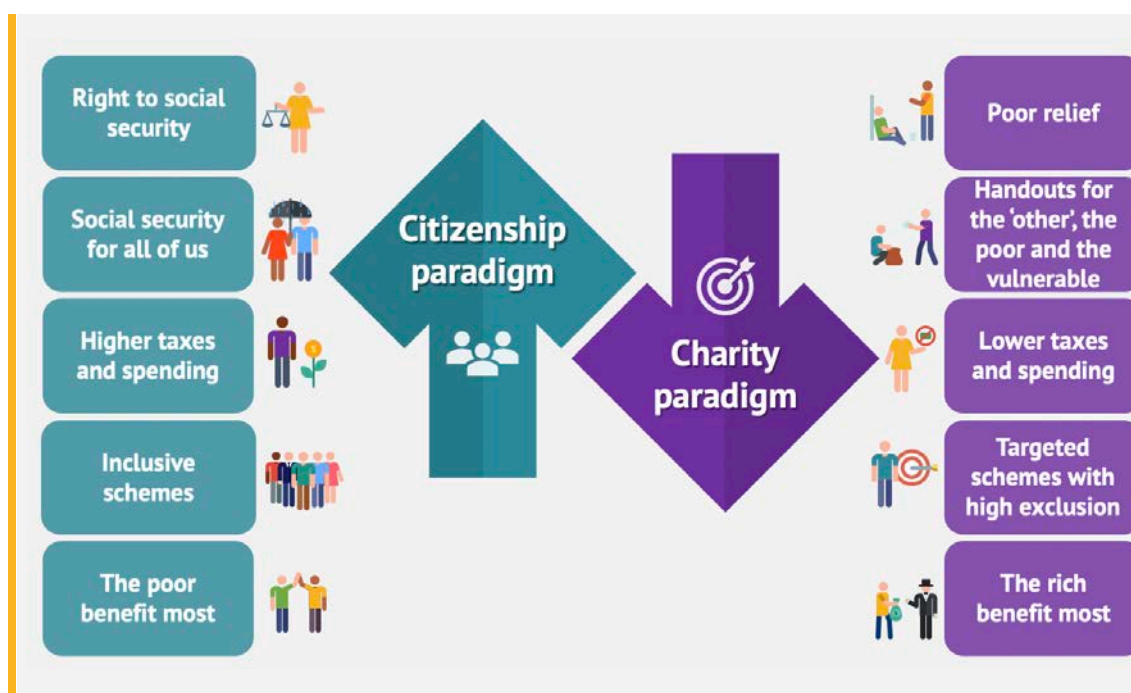 Right to social
security
Social security
for all of us
Higher taxes
and spending
Inclusive
schemes
The poor
benefit most
Citizenship
paradigm
Charity
paradigm
Poor relief
Handouts for
the ‘other’, the
poor and the
vulnerable
Lower taxes
and spending
Targeted
schemes with
high exclusion
The rich
benefit most